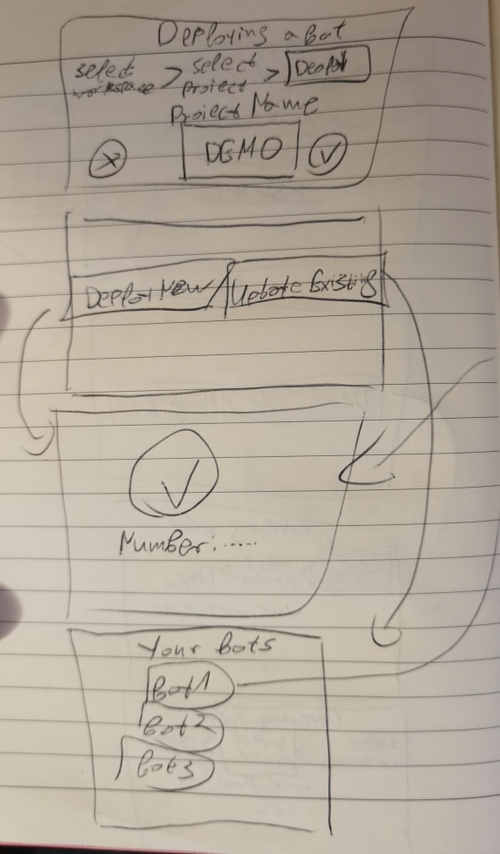 Deploying a bot
select workspace > select project > Deploy
Project Name
X DEMO ✓
Deploy New / Update Existing
✓
Number: ......
Your bots
Bot1
Bot2
Bot3